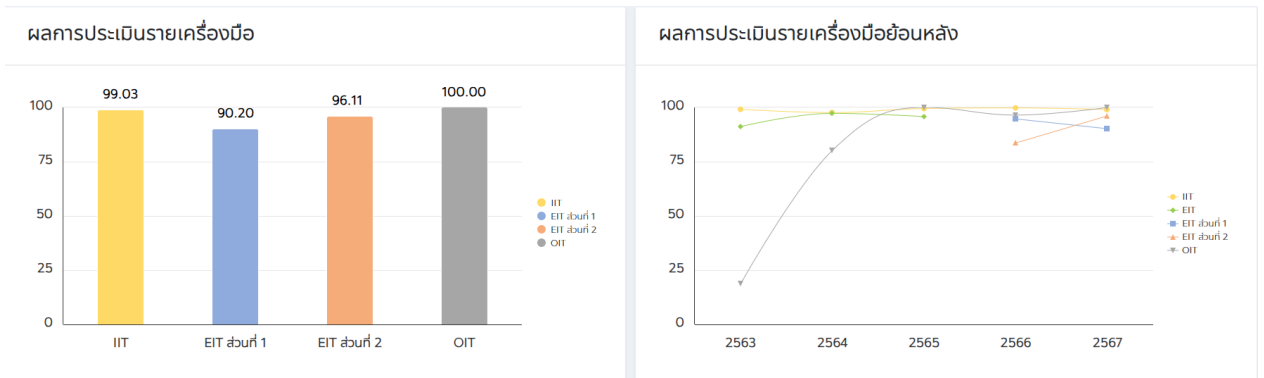 ผลการประเมินรายเครื่องมือ
99.03
90.20
96.11
100.00
100
75
50
25
0
IIT
EIT ส่วนที่ 1
EIT ส่วนที่ 2
OIT
IIT
EIT ส่วนที่ 1
EIT ส่วนที่ 2
OIT
ผลการประเมินรายเครื่องมือย้อนหลัง
100
75
50
25
0
2563
2564
2565
2566
2567
IIT
EIT
EIT ส่วนที่ 1
EIT ส่วนที่ 2
OIT